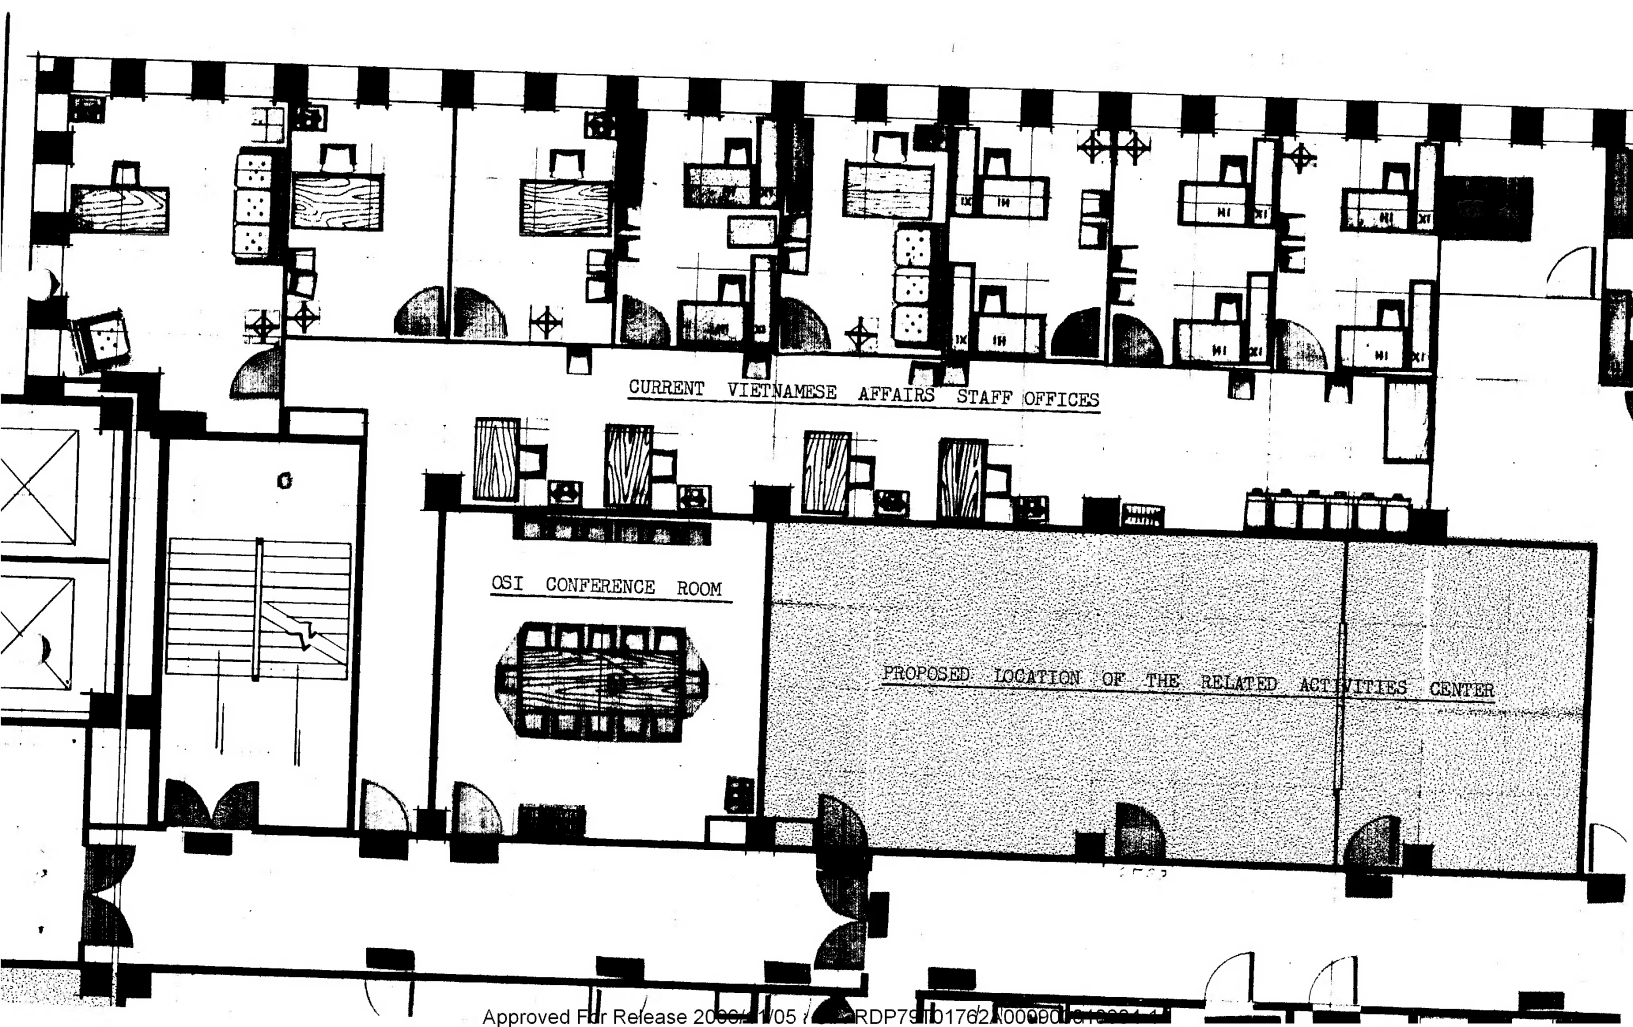 CURRENT VIETNAMESE AFFAIRS STAFF OFFICES
OSI CONFERENCE ROOM
PROPOSED LOCATION OF THE RELATED ACTIVITIES CENTER
Approved For Release